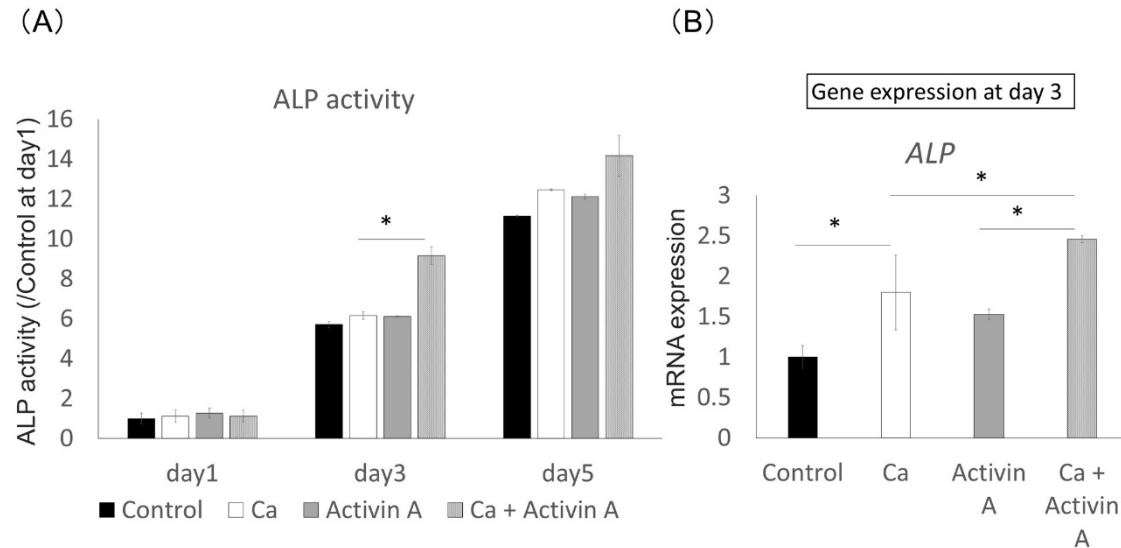 (A)
ALP activity
ALP activity (/Control at day1)
16
14
12
10
8
6
4
2
0
*
day1 day3 day5
Control Ca Activin A Ca + Activin A
(B)
Gene expression at day 3
ALP
mRNA expression
3
2.5
2
1.5
1
0.5
0
*
*
*
Control Ca Activin Ca +
A Activin
A